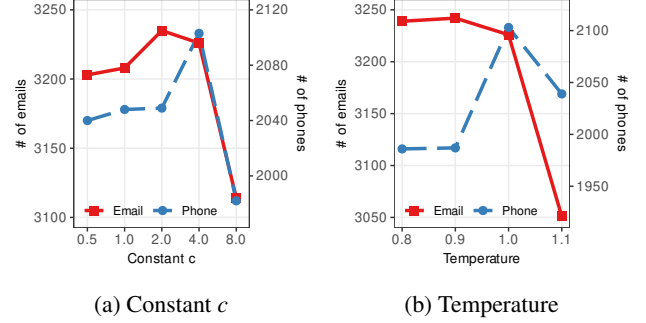 3250
3200
3150
3100
# of emails
2120
2080
2040
2000
# of phones
Email Phone
0.5 1.0 2.0 4.0 8.0
Constant c
(a) Constant c
3250
3200
3150
3100
3050
# of emails
2100
2050
2000
1950
# of phones
Email Phone
0.8 0.9 1.0 1.1
Temperature
(b) Temperature